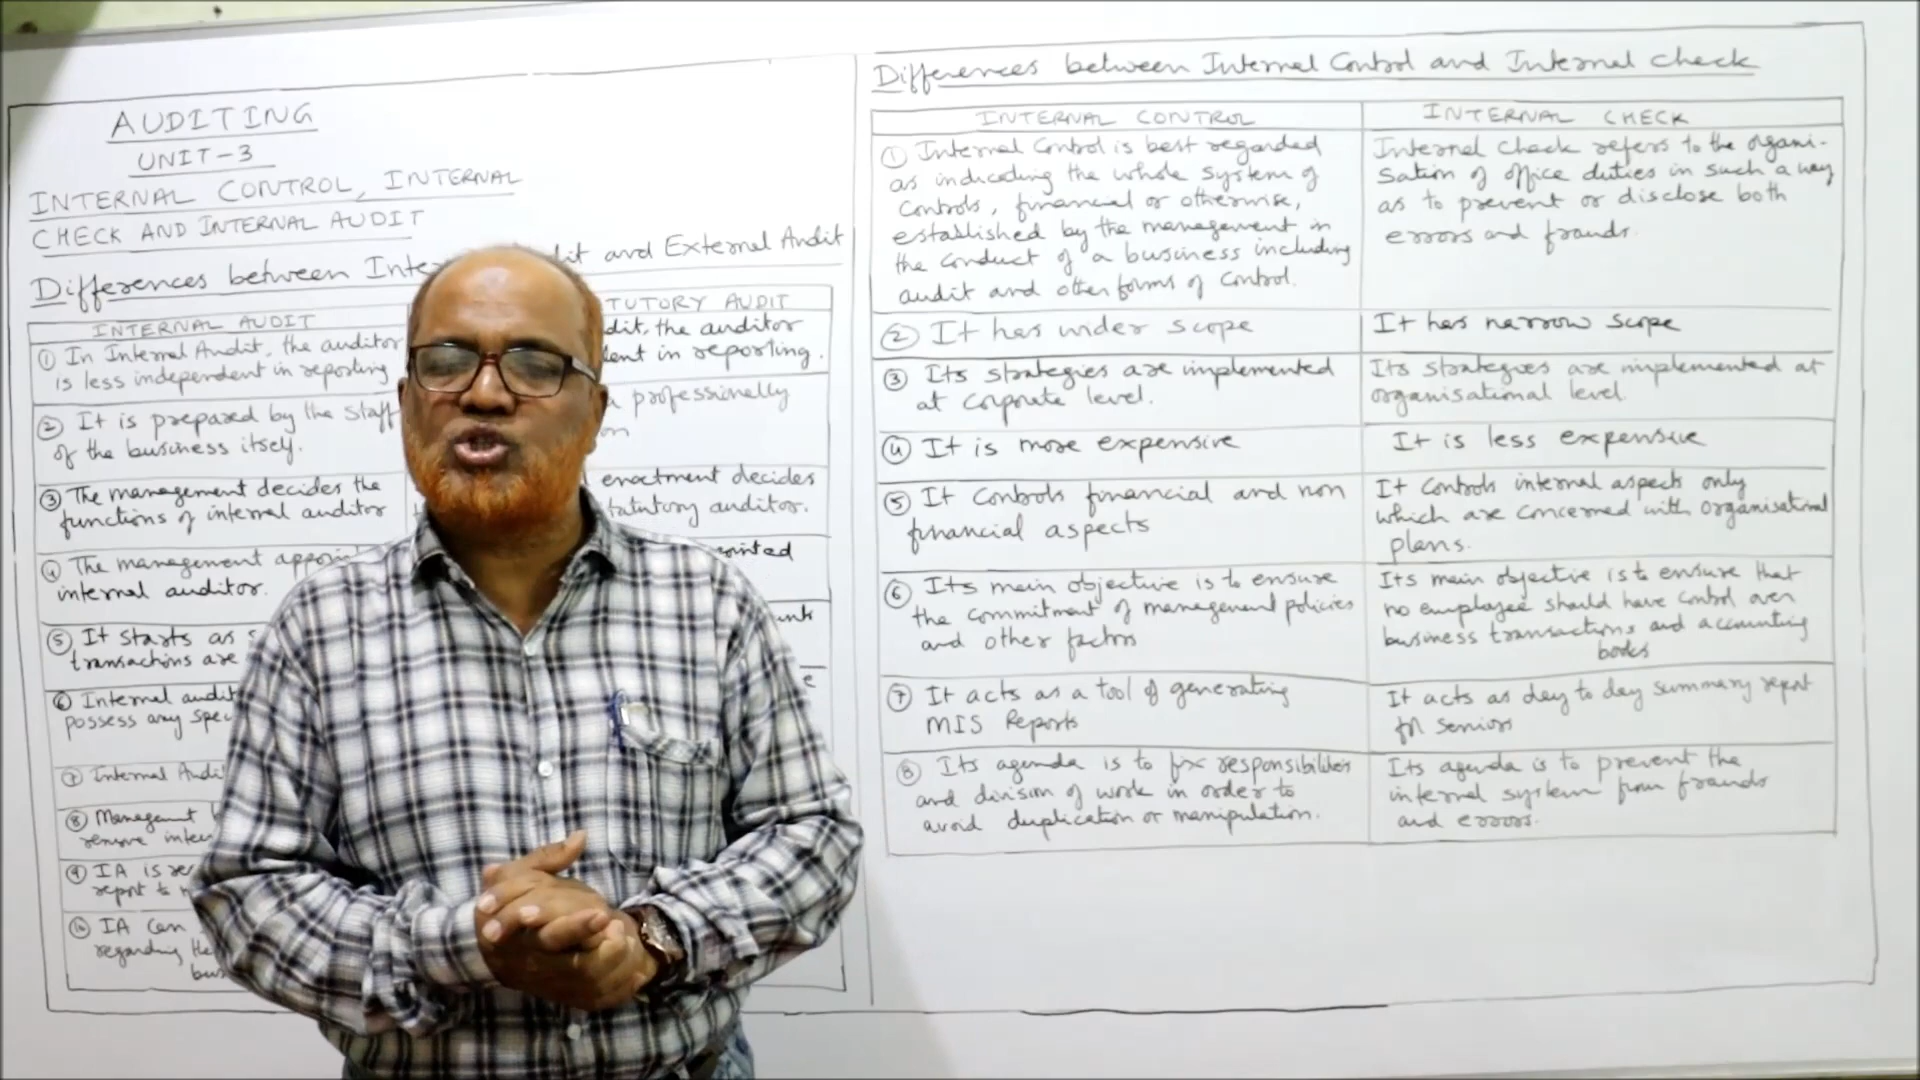 AUDITING
UNIT-3
INTERNAL CONTROL, INTERNAL
CHECK AND INTERNAL AUDIT
Differences between and External Audit
INTERNAL AUDIT
① In Internal Audit, the auditor
is less independent in reporting
② It is prepared by the staff
of the business itself.
③ The management decides the
functions of internal auditor
④ The management
internal auditor.
⑤ It starts as
transactions are
⑥ Internal
possess any
⑦ Internal
⑧ Management
remove
⑨ IA is
report to
⑩ IA can
regarding the
AUDIT
the auditor
in reporting.
professionally
enactment decides
auditor.
Differences between Internal Control and Internal check
INTERNAL CONTROL
INTERNAL CHECK
① Internal Control is best regarded
as indicating the whole system of
controls, financial or otherwise,
established by the management in
the conduct of a business including
audit and other forms of control.
Internal check refers to the organi-
sation of office duties in such a way
as to prevent or disclose both
errors and frauds.
② It has wider scope
It has narrow scope
③ Its strategies are implemented
at corporate level.
Its strategies are implemented at
organisational level.
④ It is more expensive
It is less expensive
⑤ It controls financial and non
financial aspects
It controls internal aspects only
which are concerned with organisational
plans.
⑥ Its main objective is to ensure
the commitment of management policies
and other factors
Its main objective is to ensure that
no employee should have control over
business transactions and accounting
books
⑦ It acts as a tool of generating
MIS Reports
It acts as day to day summary report
for seniors
⑧ Its agenda is to fix responsibilities
and division of work in order to
avoid duplication or manipulation.
Its agenda is to prevent the
internal system from frauds
and errors.